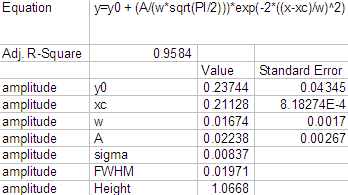 Equation y=y0 + (A/(w*sqrt(PI/2)))*exp(-2*((x-xc)/w)^2)
Adj. R-Square 0.9584
Value Standard Error
amplitude y0 0.23744 0.04345
amplitude xc 0.21128 8.18274E-4
amplitude w 0.01674 0.0017
amplitude A 0.02238 0.00267
amplitude sigma 0.00837
amplitude FWHM 0.01971
amplitude Height 1.0668